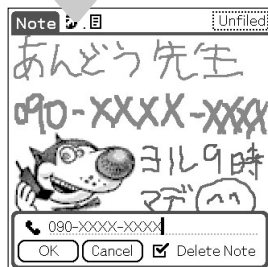 Note
Unfiled
あんどう先生
090-XXXX-XXXX
ヨル9時
マデ
090-XXXX-XXXX
OK Cancel Delete Note